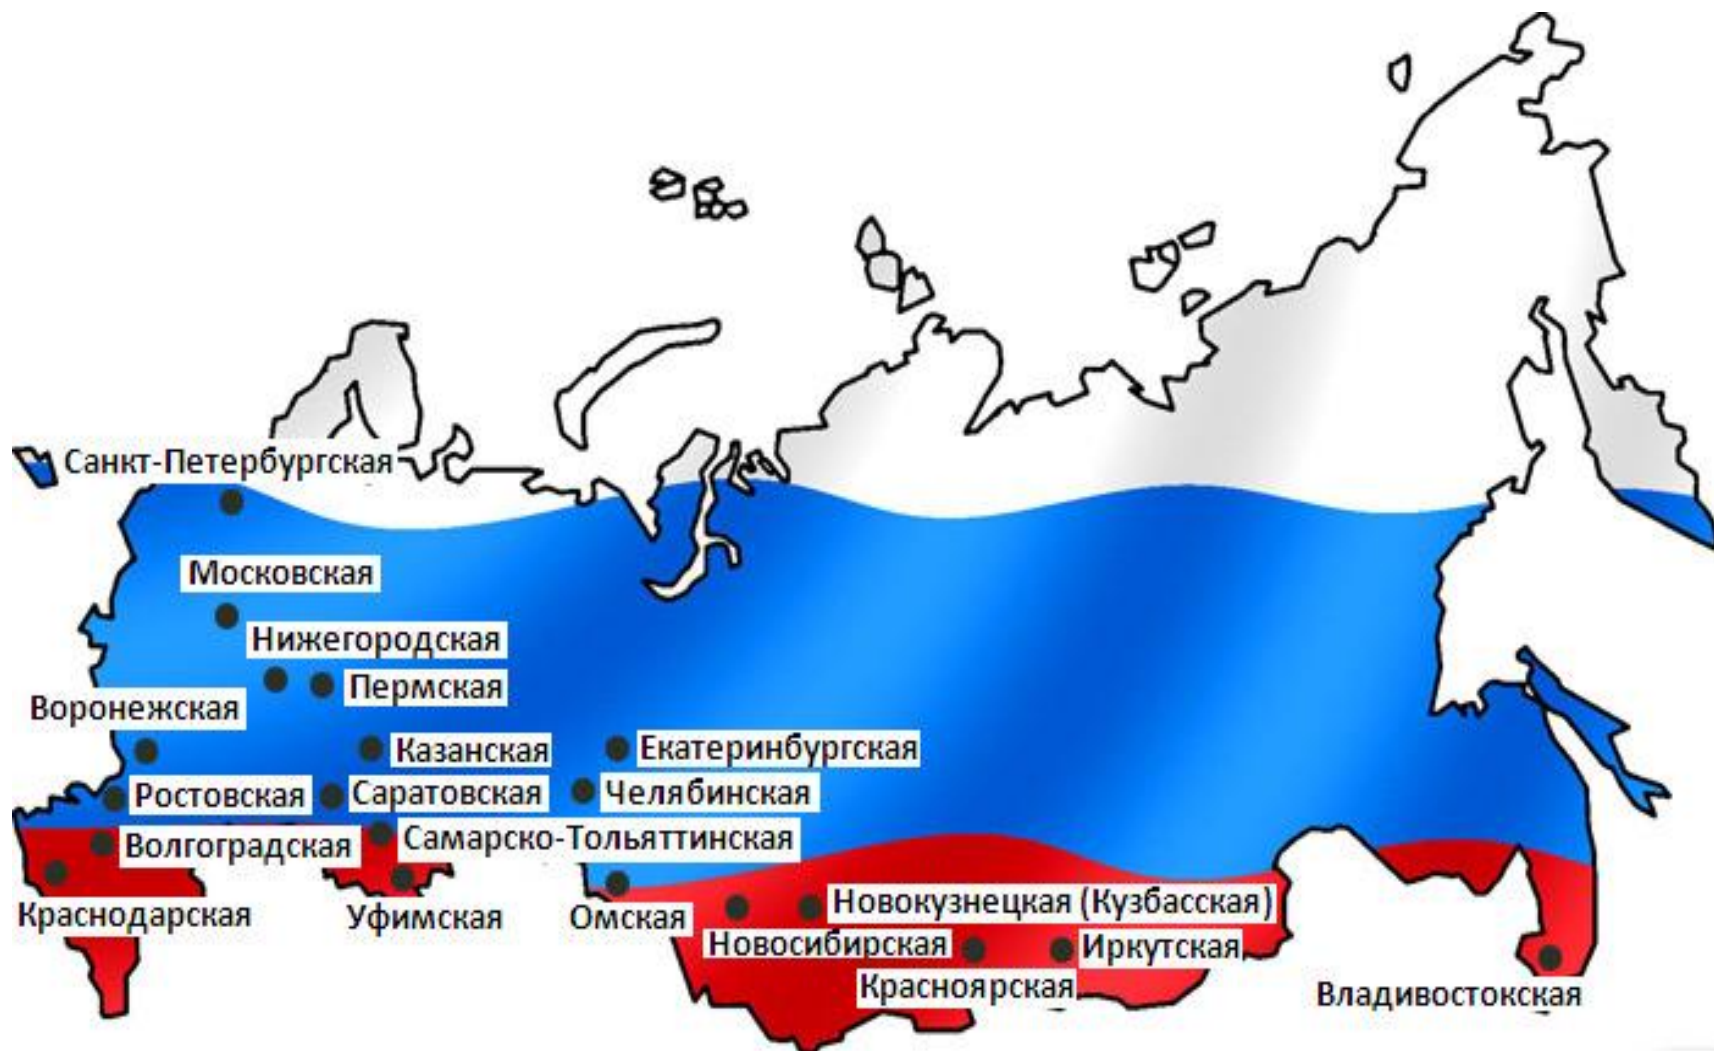 Санкт-Петербургская
Московская
Нижегородская
Пермская
Воронежская
Казанская
Екатеринбургская
Ростовская
Саратовская
Челябинская
Волгоградская
Самарско-Тольяттинская
Краснодарская
Уфимская
Омская
Новокузнецкая (Кузбасская)
Новосибирская
Иркутская
Красноярская
Владивостокская